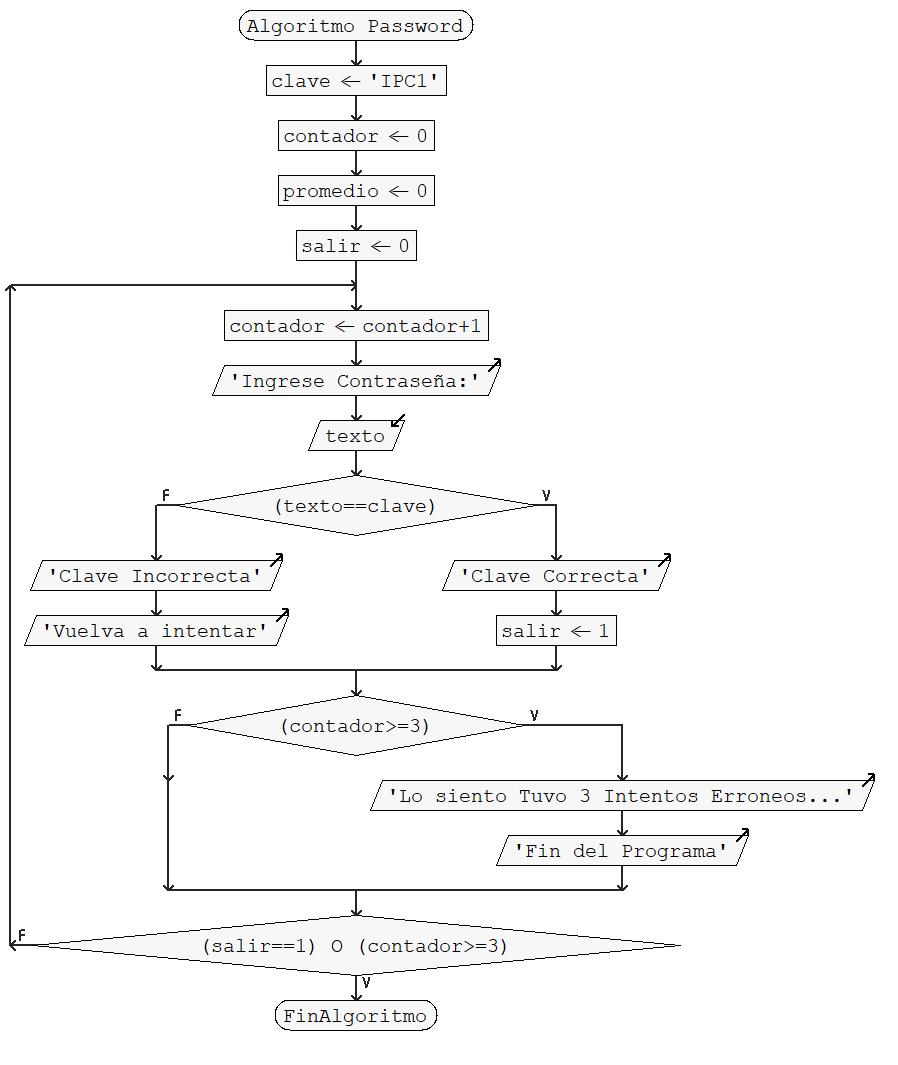 Algoritmo Password
clave ← 'IPC1'
contador ← 0
promedio ← 0
salir ← 0
contador ← contador+1
'Ingrese Contraseña:'
texto
F
(texto==clave)
V
'Clave Incorrecta'
'Clave Correcta'
'Vuelva a intentar'
salir ← 1
F
(contador>=3)
V
'Lo siento Tuvo 3 Intentos Erroneos...'
'Fin del Programa'
F
(salir==1) O (contador>=3)
V
FinAlgoritmo